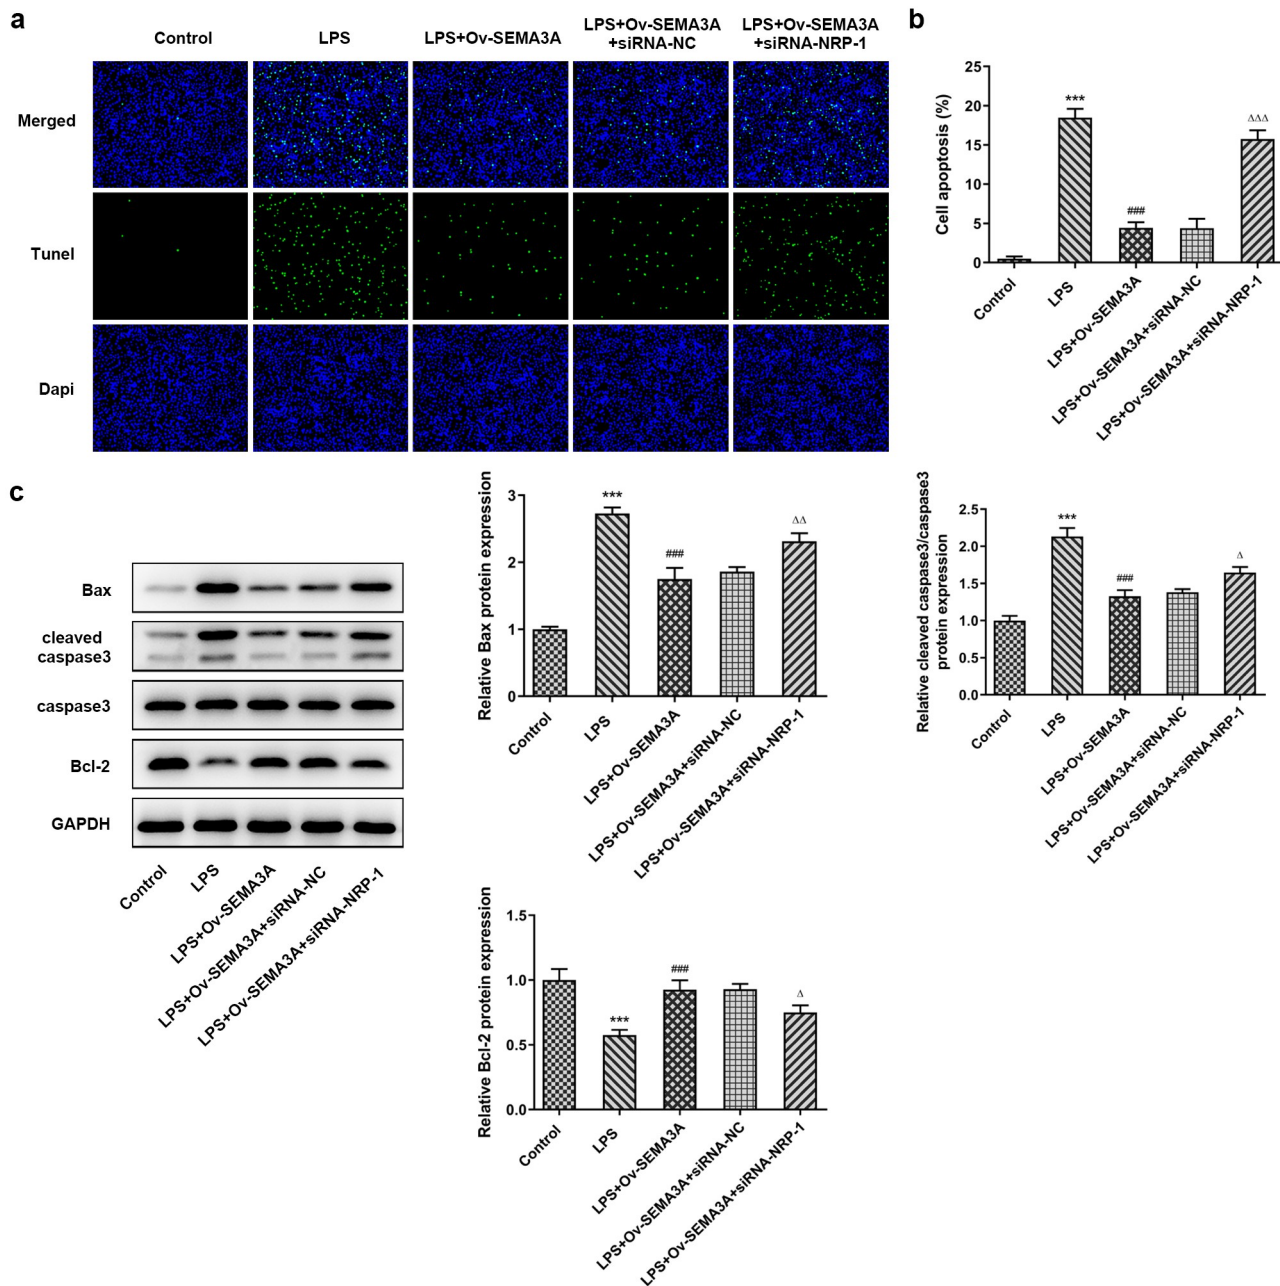 a
Control
LPS
LPS+Ov-SEMA3A
LPS+Ov-SEMA3A
+siRNA-NC
LPS+Ov-SEMA3A
+siRNA-NRP-1
Merged
Tunel
Dapi
b
Cell apoptosis (%)
25
20
15
10
5
0
***
###
ΔΔΔ
Control
LPS
LPS+Ov-SEMA3A
LPS+Ov-SEMA3A+siRNA-NC
LPS+Ov-SEMA3A+siRNA-NRP-1
c
Bax
cleaved
caspase3
caspase3
Bcl-2
GAPDH
Control
LPS
LPS+Ov-SEMA3A
LPS+Ov-SEMA3A+siRNA-NC
LPS+Ov-SEMA3A+siRNA-NRP-1
Relative Bax protein expression
3
2
1
0
***
###
ΔΔ
Control
LPS
LPS+Ov-SEMA3A
LPS+Ov-SEMA3A+siRNA-NC
LPS+Ov-SEMA3A+siRNA-NRP-1
Relative cleaved caspase3/caspase3
protein expression
2.5
2.0
1.5
1.0
0.5
0.0
***
###
Δ
Control
LPS
LPS+Ov-SEMA3A
LPS+Ov-SEMA3A+siRNA-NC
LPS+Ov-SEMA3A+siRNA-NRP-1
Relative Bcl-2 protein expression
1.5
1.0
0.5
0.0
***
###
Δ
Control
LPS
LPS+Ov-SEMA3A
LPS+Ov-SEMA3A+siRNA-NC
LPS+Ov-SEMA3A+siRNA-NRP-1